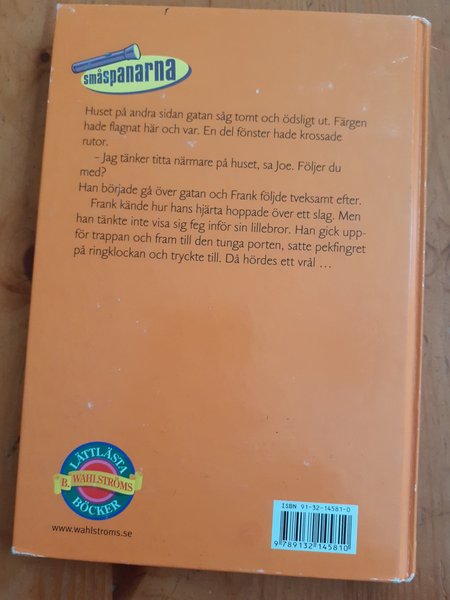 småspanarna
Huset på andra sidan gatan såg tomt och ödsligt ut. Färgen
hade flagnat här och var. En del fönster hade krossade
rutor.
– Jag tänker titta närmare på huset, sa Joe. Följer du
med?
Han började gå över gatan och Frank följde tveksamt efter.
Frank kände hur hans hjärta hoppade över ett slag. Men
han tänkte inte visa sig feg inför sin lillebror. Han gick upp-
för trappan och fram till den tunga porten, satte pekfingret
på ringklockan och tryckte till. Då hördes ett vrål …
LÄTTLÄSTA
B. WAHLSTRÖMS
BÖCKER
www.wahlstroms.se
ISBN 91-32-14581-0
9 789132 145810